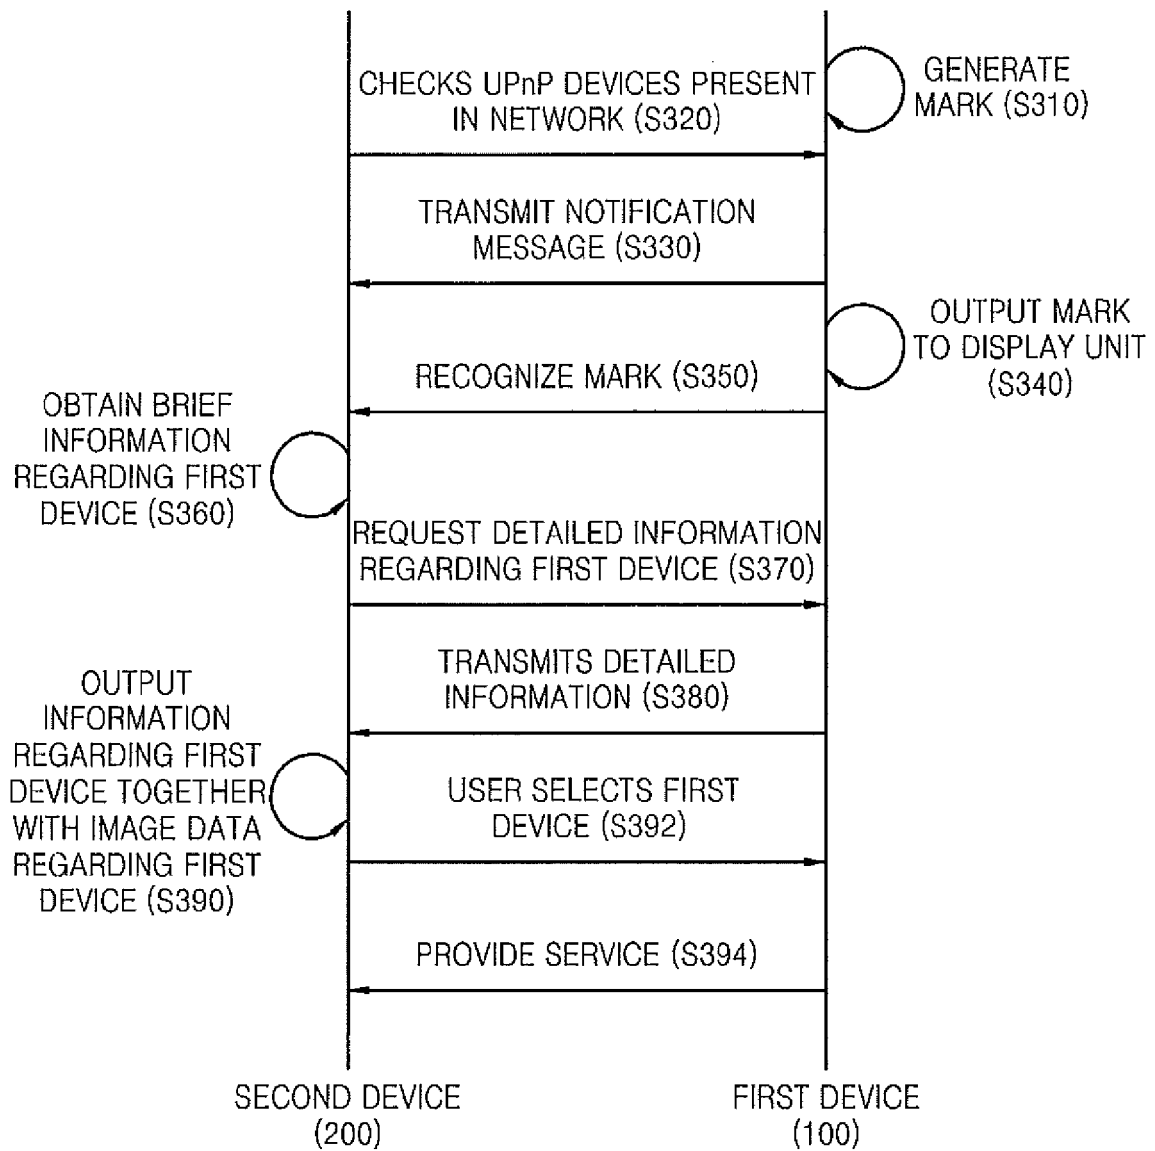 GENERATE
MARK (S310)
CHECKS UPnP DEVICES PRESENT
IN NETWORK (S320)
TRANSMIT NOTIFICATION
MESSAGE (S330)
OUTPUT MARK
TO DISPLAY UNIT
(S340)
RECOGNIZE MARK (S350)
OBTAIN BRIEF
INFORMATION
REGARDING FIRST
DEVICE (S360)
REQUEST DETAILED INFORMATION
REGARDING FIRST DEVICE (S370)
TRANSMITS DETAILED
INFORMATION (S380)
OUTPUT
INFORMATION
REGARDING FIRST
DEVICE TOGETHER
WITH IMAGE DATA
REGARDING FIRST
DEVICE (S390)
USER SELECTS FIRST
DEVICE (S392)
PROVIDE SERVICE (S394)
SECOND DEVICE
(200)
FIRST DEVICE
(100)